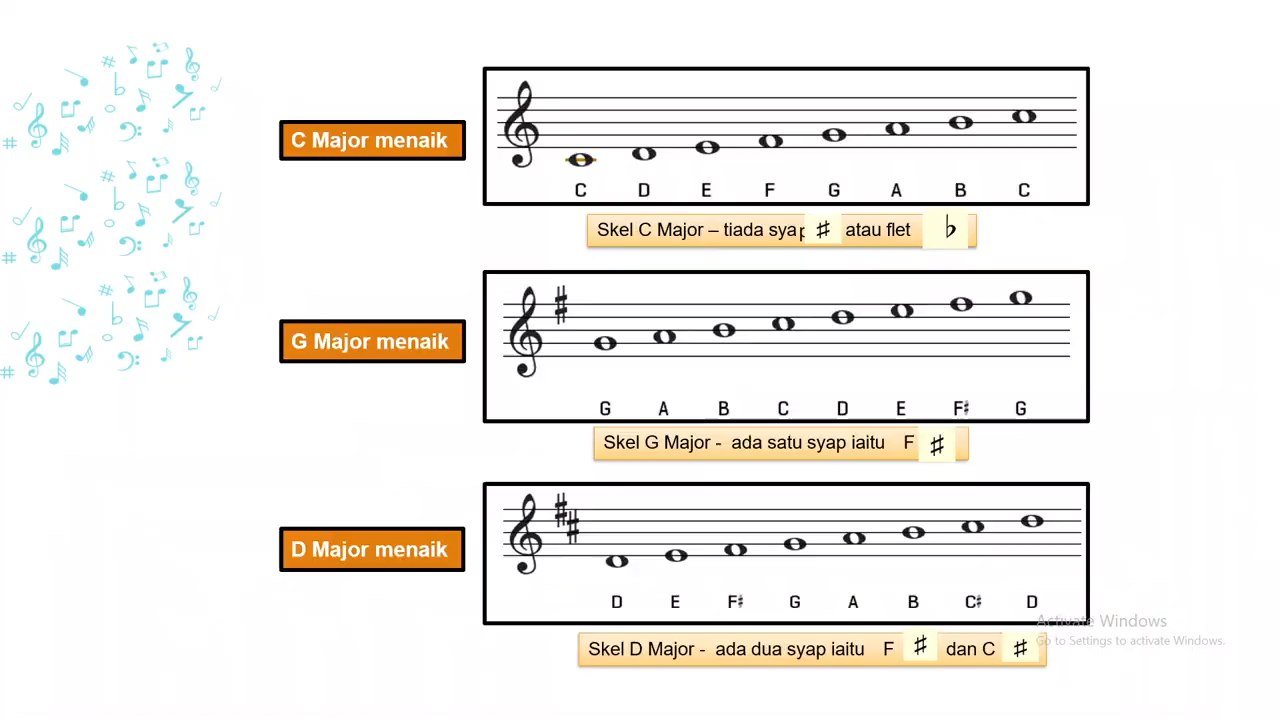 C Major menaik
C D E F G A B C
Skel C Major – tiada syap ♯ atau flet ♭
G Major menaik
G A B C D E F♯ G
Skel G Major - ada satu syap iaitu F ♯
D Major menaik
D E F♯ G A B C♯ D
Activate Windows
Go to Settings to activate Windows.
Skel D Major - ada dua syap iaitu F ♯ dan C ♯